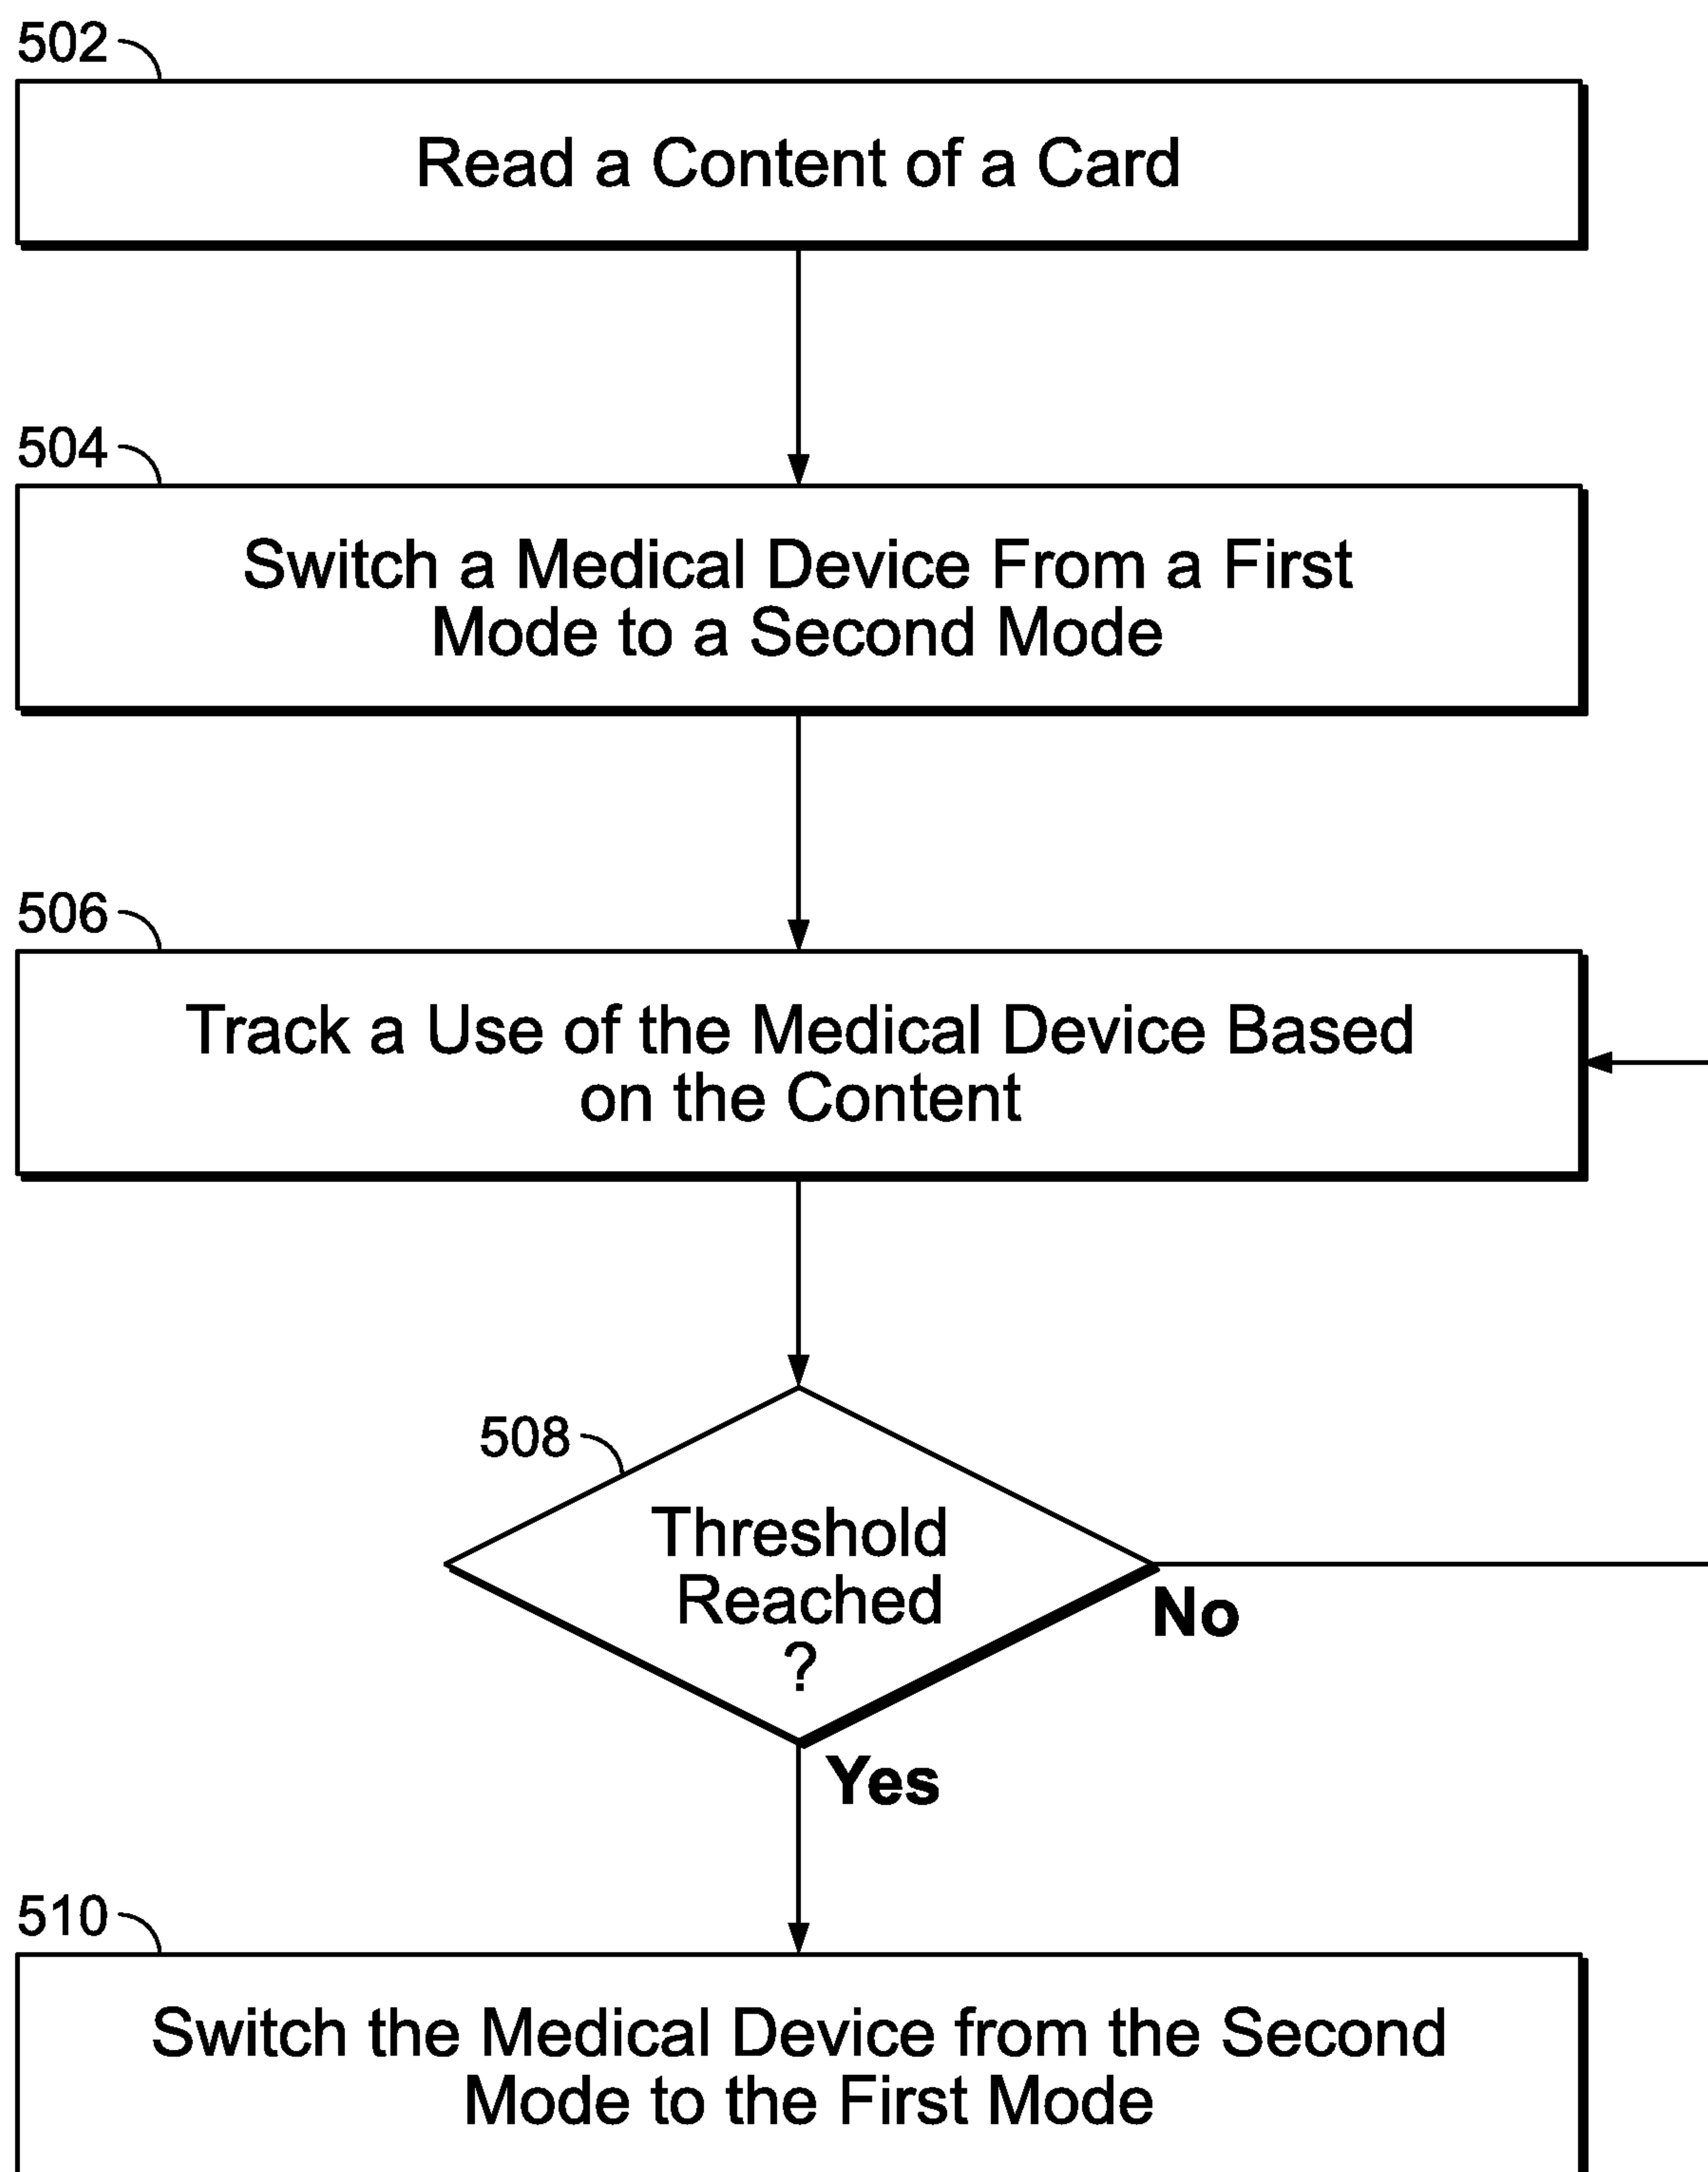 502
Read a Content of a Card
504
Switch a Medical Device From a First
Mode to a Second Mode
506
Track a Use of the Medical Device Based
on the Content
508
Threshold
Reached
?
No
Yes
510
Switch the Medical Device from the Second
Mode to the First Mode